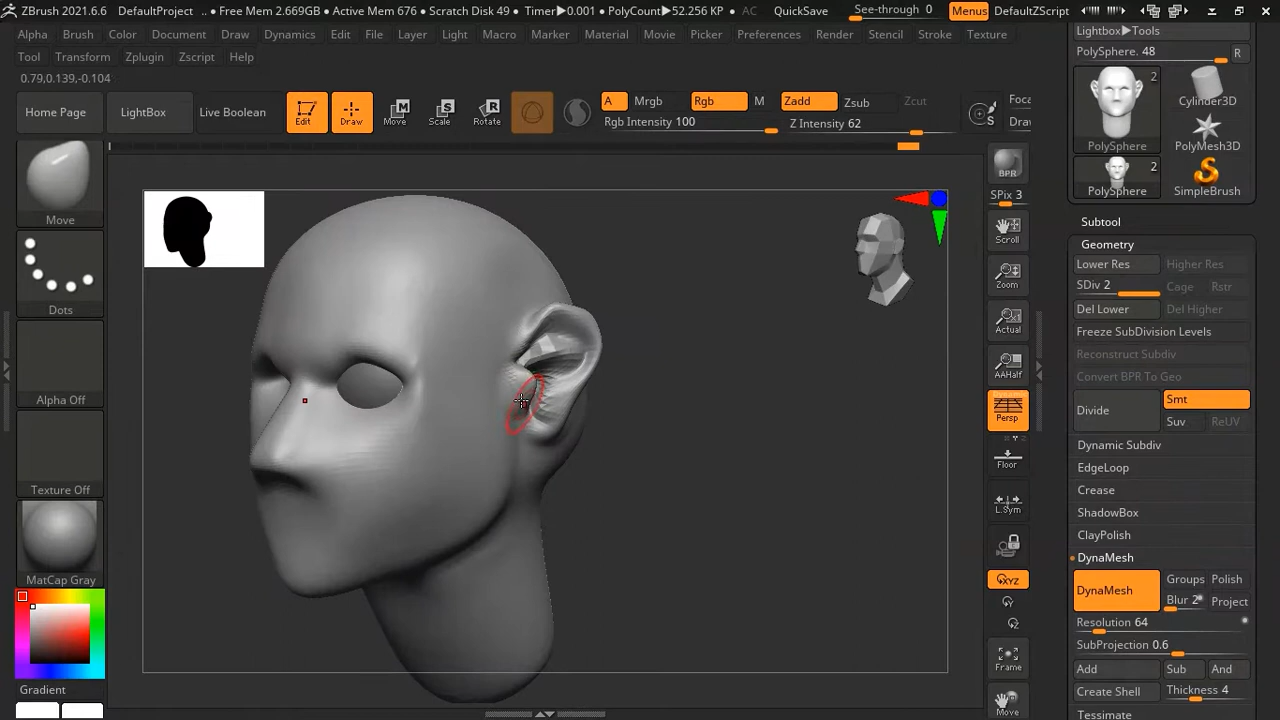 ZBrush 2021.6.6 DefaultProject .. • Free Mem 2.669GB • Active Mem 676 • Scratch Disk 49 • Timer▶0.001 • PolyCount▶52.256 KP • AC QuickSave See-through 0 Menus DefaultZScript
Alpha Brush Color Document Draw Dynamics Edit File Layer Light Macro Marker Material Movie Picker Preferences Render Stencil Stroke Texture
Tool Transform Zplugin Zscript Help
0.79,0.139,-0.104
Home Page LightBox Live Boolean Edit Draw Move Scale Rotate
A Mrgb Rgb M Zadd Zsub Zcut Foca
Rgb Intensity 100 Z Intensity 62 Draw
Move
Dots
Alpha Off
Texture Off
MatCap Gray
Gradient
BPR
SPix 3
Scroll
Zoom
Actual
AAHalf
Persp
Floor
L.Sym
XYZ
Y
Z
Frame
Move
Lightbox▶Tools
PolySphere. 48 R
2
Cylinder3D
PolySphere PolyMesh3D
2
PolySphere SimpleBrush
Subtool
Geometry
Lower Res Higher Res
SDiv 2 Cage Rstr
Del Lower Del Higher
Freeze SubDivision Levels
Reconstruct Subdiv
Convert BPR To Geo
Divide Smt
Suv ReUV
Dynamic Subdiv
EdgeLoop
Crease
ShadowBox
ClayPolish
DynaMesh
DynaMesh Groups Polish
Blur 2 Project
Resolution 64
SubProjection 0.6
Add Sub And
Create Shell Thickness 4
Tessimate